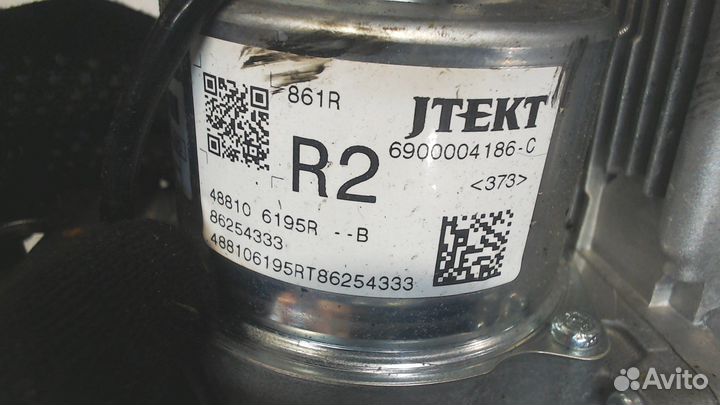 861R
JTEKT
R2
6900004186-C
<373>
48810 6195R --B
86254333
488106195RT86254333
Avito